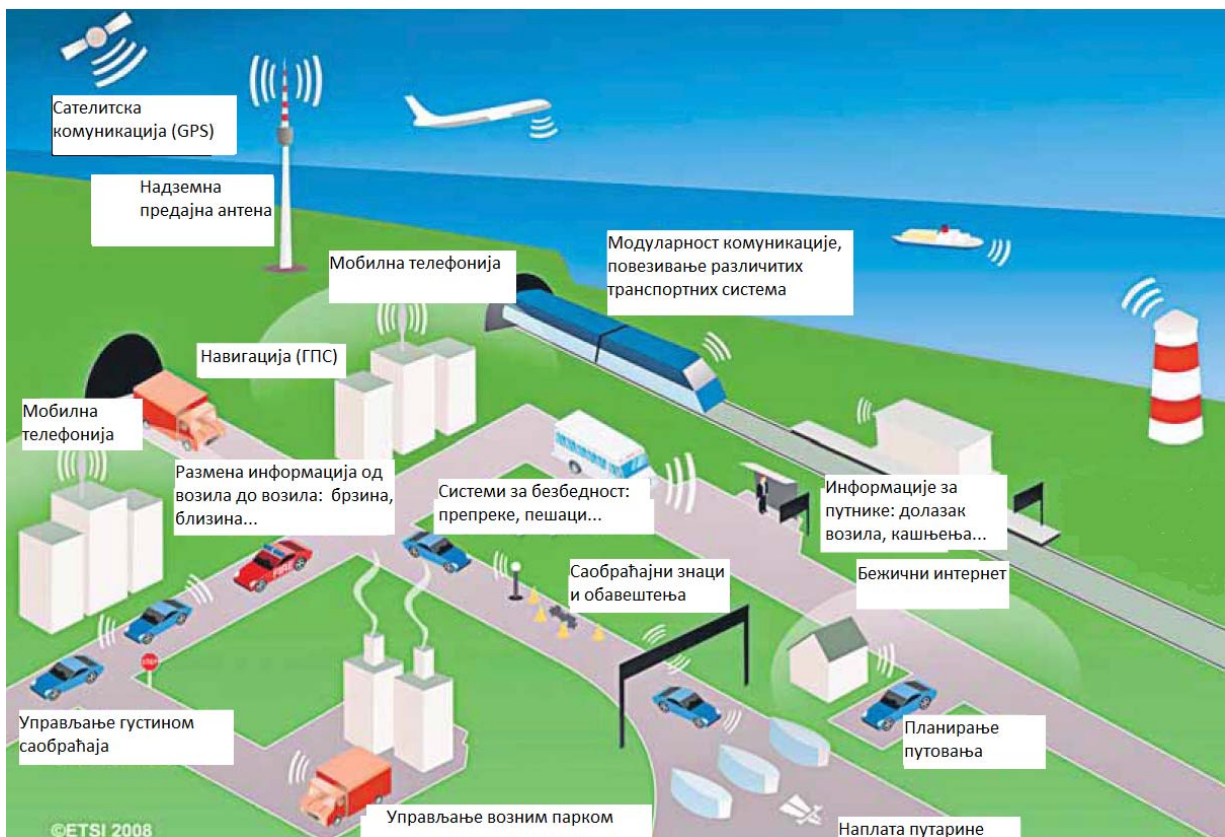 Сателитска
комуникација (GPS)
Надземна
предајна антена
Мобилна телефонија
Модуларност комуникације,
повезивање различитих
транспортних система
Навигација (ГПС)
Мобилна
телефонија
Размена информација од
возила до возила: брзина,
близина...
Системи за безбедност:
препреке, пешаци...
Информације за
путнике: долазак
возила, кашњења...
FIRE
Саобраћајни знаци
и обавештења
Бежични интернет
STOP
Управљање густином
саобраћаја
Планирање
путовања
Управљање возним парком
Наплата путарине
©ETSI 2008